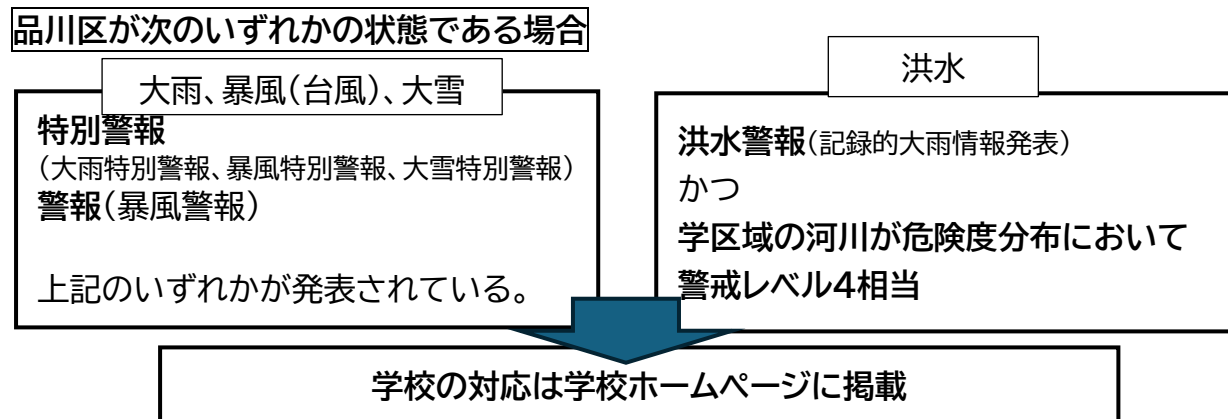 品川区が次のいずれかの状態である場合
大雨、暴風(台風)、大雪
特別警報
(大雨特別警報、暴風特別警報、大雪特別警報)
警報(暴風警報)
上記のいずれかが発表されている。
洪水
洪水警報(記録的大雨情報発表)
かつ
学区域の河川が危険度分布において
警戒レベル4相当
学校の対応は学校ホームページに掲載